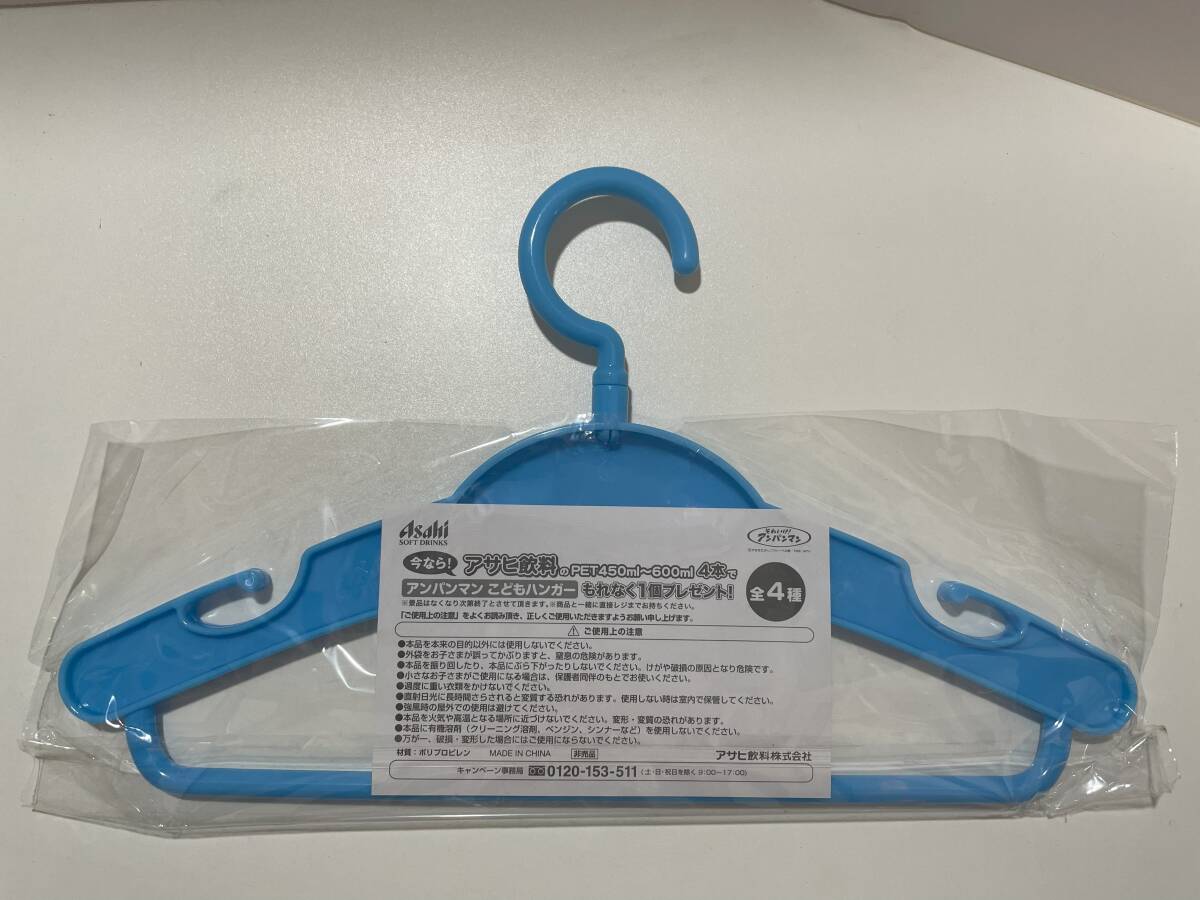 Asahi
SOFT DRINKS
それいけ!
アンパンマン
今なら! アサヒ飲料のPET450ml～600ml 4本で
アンパンマン こどもハンガー もれなく1個プレゼント!
全4種
※景品はなくなり次第終了とさせて頂きます。※商品と一緒に直接レジまでお持ちください。
「ご使用上の注意」をよくお読み頂き、正しくご使用いただきますようお願い申し上げます。
⚠ ご使用上の注意
●本品を本来の目的以外には使用しないでください。
●外袋をお子さまが誤ってかぶりますと、窒息の危険があります。
●本品を振り回したり、本品にぶら下がったりしないでください。けがや破損の原因となり危険です。
●小さなお子さまがご使用になる場合は、保護者同伴のもとでお使いください。
●過度に重い衣類をかけないでください。
●直射日光に長時間さらされると変質する恐れがあります。使用しない時は室内で保管してください。
●強風時の屋外での使用は避けてください。
●本品を火気や高温となる場所に近づけないでください。変形・変質の恐れがあります。
●本品に有機溶剤（クリーニング溶剤、ベンジン、シンナーなど）を使用しないでください。
●万が一、破損・変形した場合にはご使用にならないでください。
材質：ポリプロピレン MADE IN CHINA 非売品 アサヒ飲料株式会社
キャンペーン事務局 0120-153-511（土・日・祝日を除く 9:00～17:00）